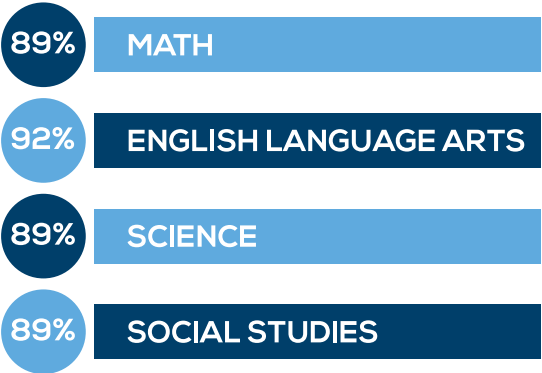 89% MATH
92% ENGLISH LANGUAGE ARTS
89% SCIENCE
89% SOCIAL STUDIES